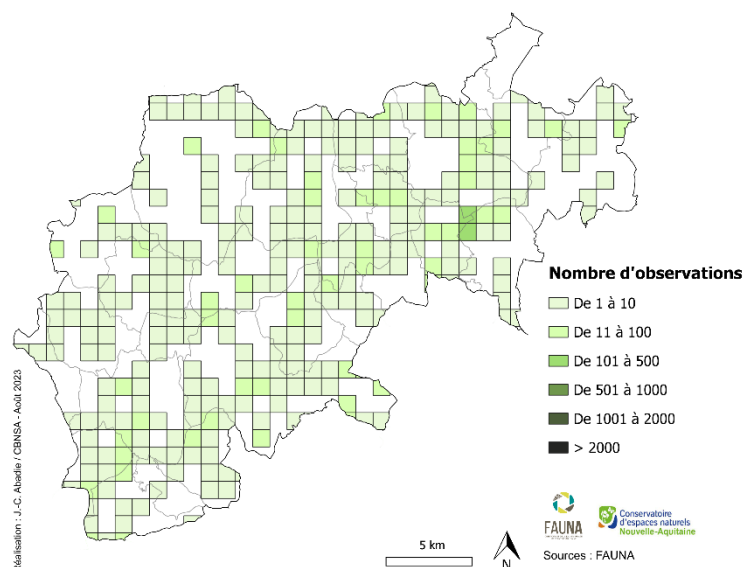 Nombre d'observations
De 1 à 10
De 11 à 100
De 101 à 500
De 501 à 1000
De 1001 à 2000
> 2000
Réalisation : J.-C. Abadie / CBNSA - Août 2023
5 km
N
FAUNA
Conservatoire
d'espaces naturels
Nouvelle-Aquitaine
Sources : FAUNA